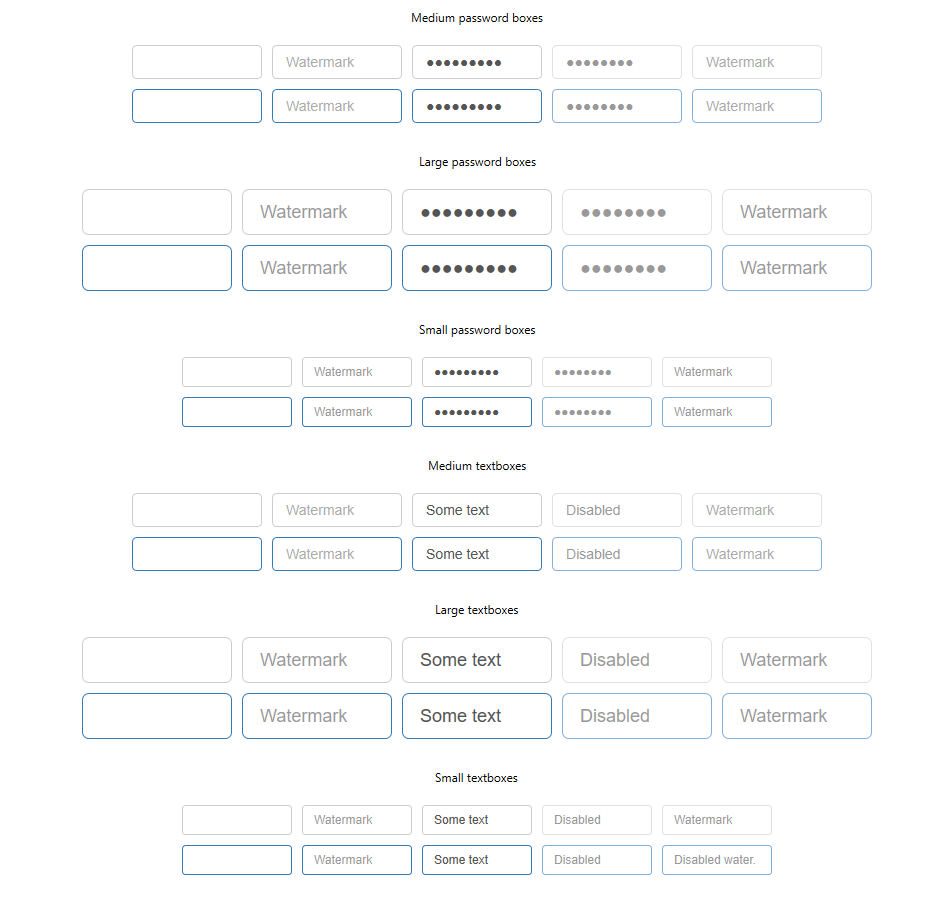 Medium password boxes
Watermark ●●●●●●●●● ●●●●●●●● Watermark
Watermark ●●●●●●●●● ●●●●●●●● Watermark
Large password boxes
Watermark ●●●●●●●●● ●●●●●●●● Watermark
Watermark ●●●●●●●●● ●●●●●●●● Watermark
Small password boxes
Watermark ●●●●●●●●● ●●●●●●●● Watermark
Watermark ●●●●●●●●● ●●●●●●●● Watermark
Medium textboxes
Watermark Some text Disabled Watermark
Watermark Some text Disabled Watermark
Large textboxes
Watermark Some text Disabled Watermark
Watermark Some text Disabled Watermark
Small textboxes
Watermark Some text Disabled Watermark
Watermark Some text Disabled Disabled water.